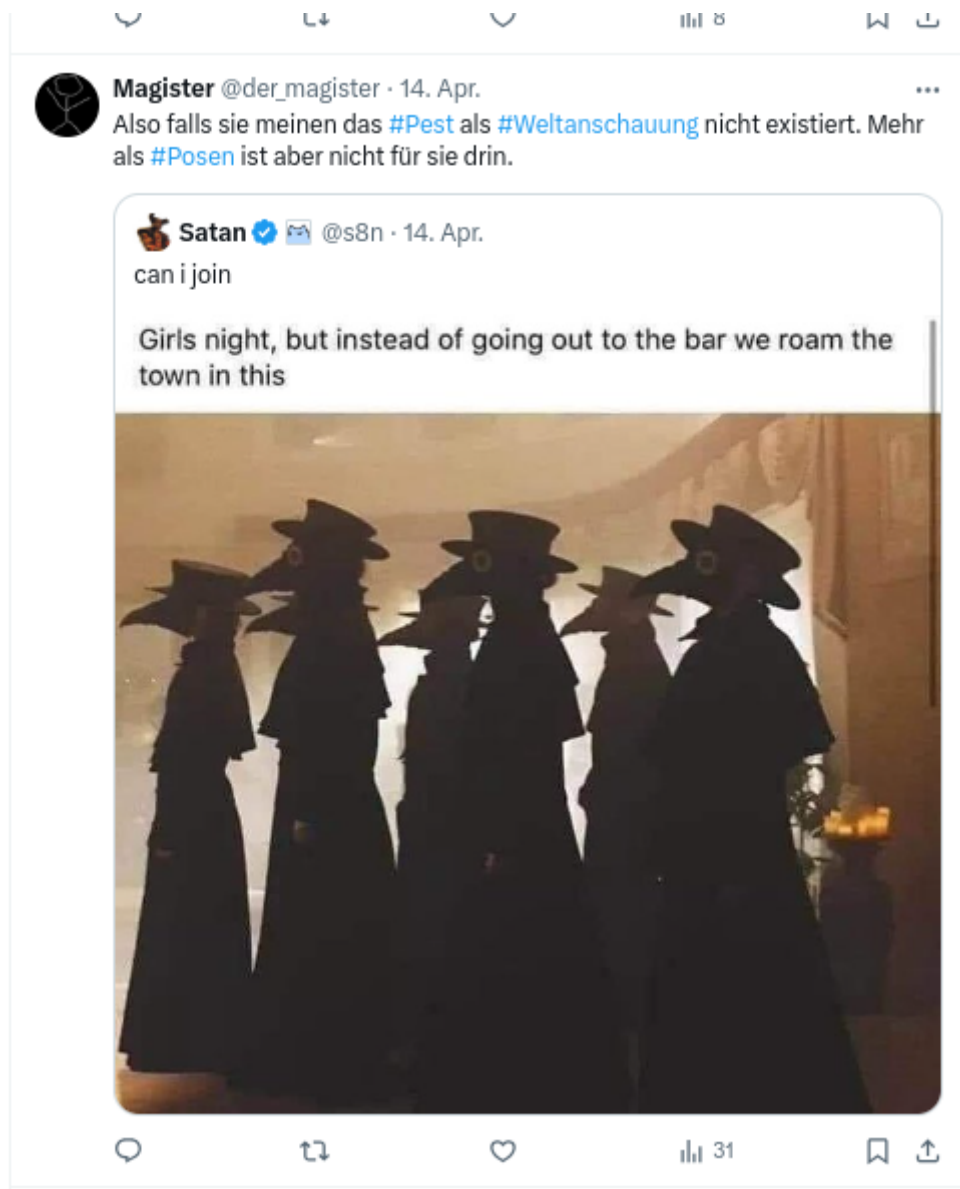 8
Magister @der_magister · 14. Apr.
Also falls sie meinen das #Pest als #Weltanschauung nicht existiert. Mehr
als #Posen ist aber nicht für sie drin.
Satan @s8n · 14. Apr.
can i join
Girls night, but instead of going out to the bar we roam the
town in this
31